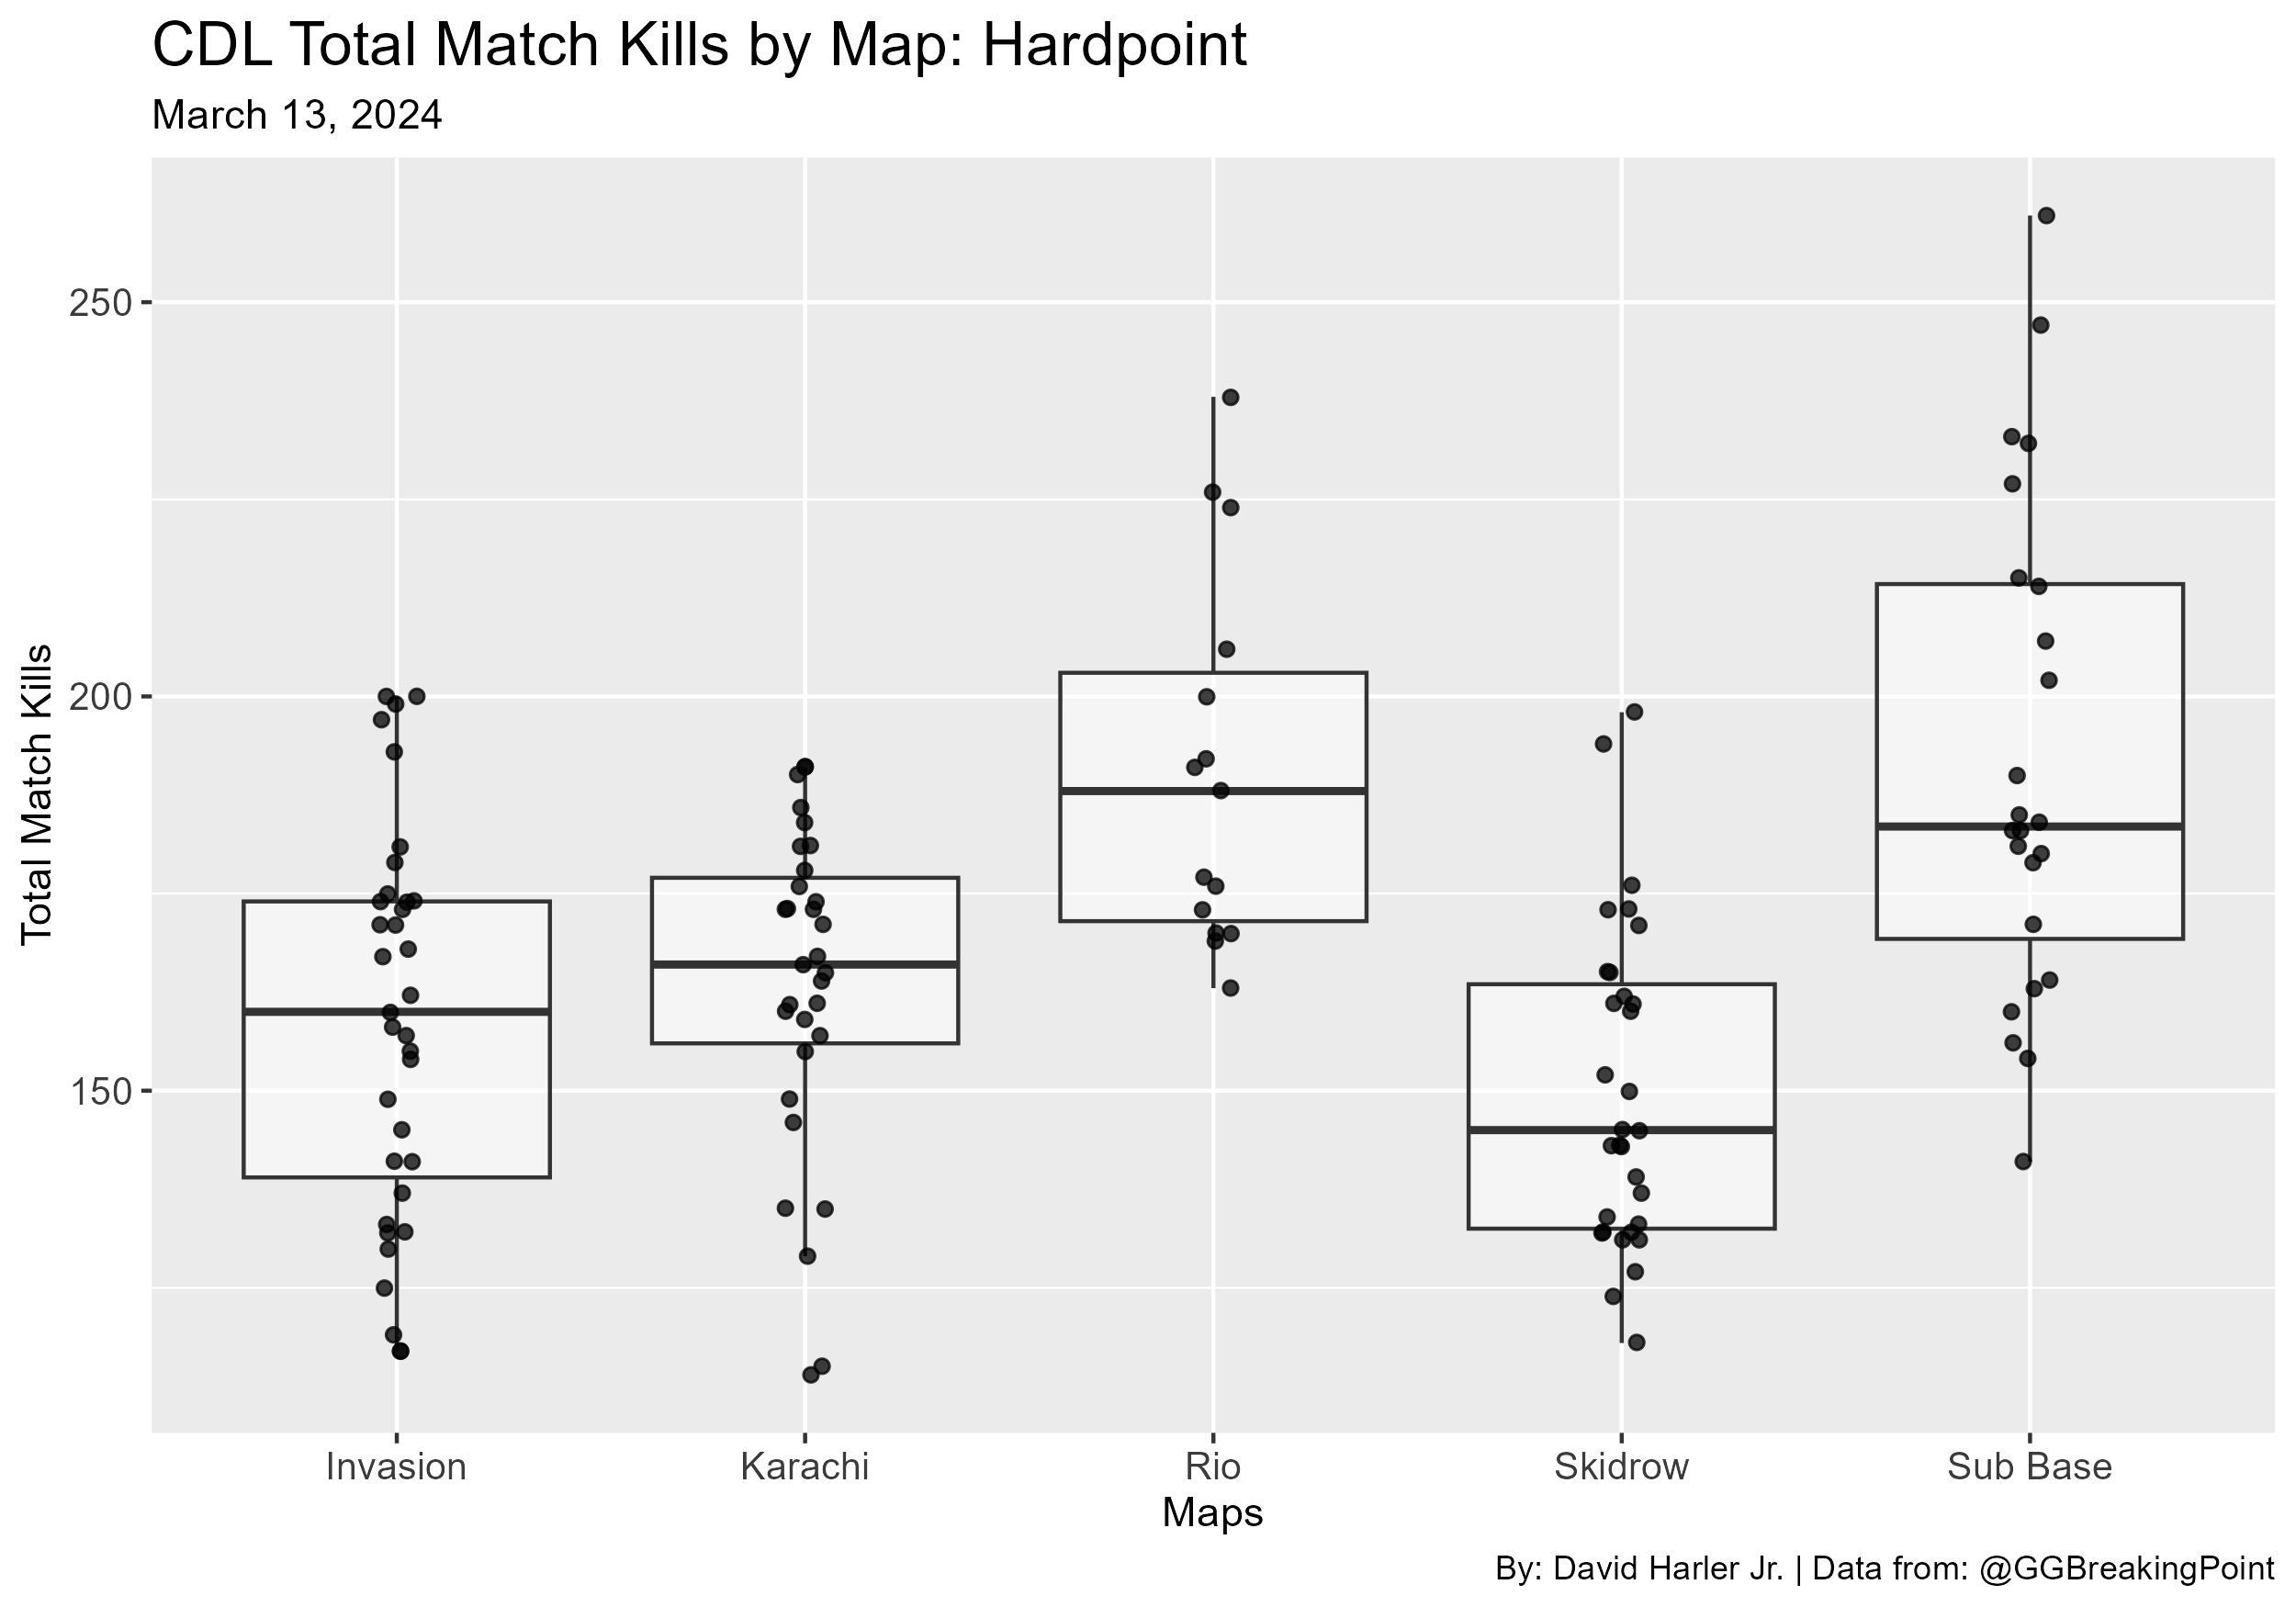 CDL Total Match Kills by Map: Hardpoint
March 13, 2024
Total Match Kills
250
200
150
Invasion
Karachi
Rio
Skidrow
Sub Base
Maps
By: David Harler Jr. | Data from: @GGBreakingPoint